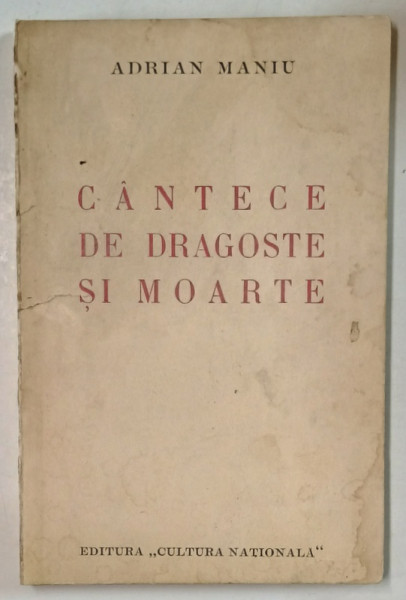 ADRIAN MANIU
CÂNTECE
DE DRAGOSTE
ȘI MOARTE
EDITURA „CULTURA NAȚIONALĂ“